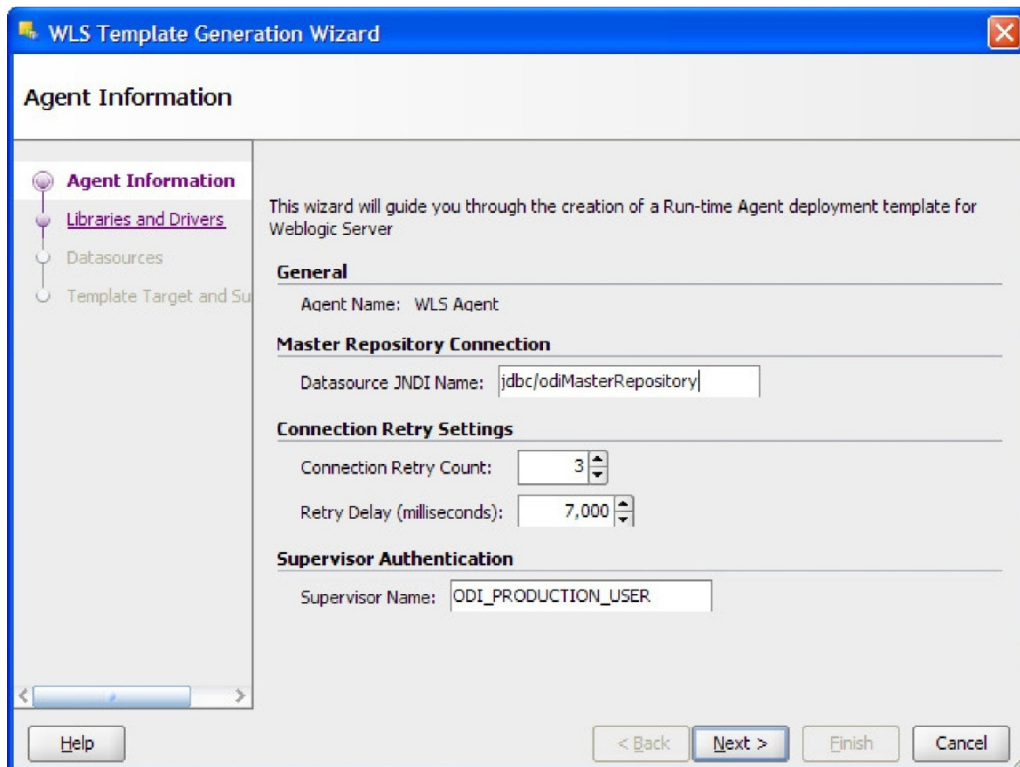 WLS Template Generation Wizard
Agent Information
Agent Information
Libraries and Drivers
Datasources
Template Target and Su
This wizard will guide you through the creation of a Run-time Agent deployment template for
Weblogic Server
General
Agent Name: WLS Agent
Master Repository Connection
Datasource JNDI Name: jdbc/odiMasterRepository
Connection Retry Settings
Connection Retry Count: 3
Retry Delay (milliseconds): 7,000
Supervisor Authentication
Supervisor Name: ODI_PRODUCTION_USER
Help < Back Next > Finish Cancel